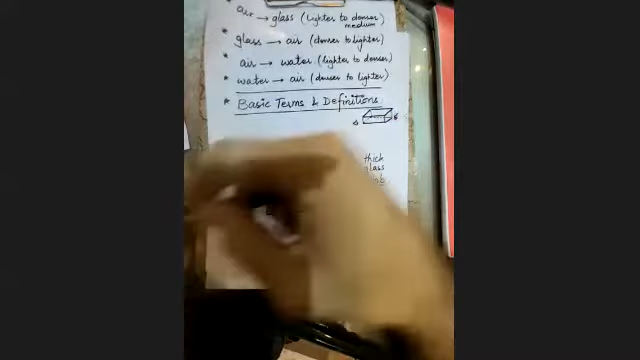 air → glass (lighter to denser medium)
* glass → air (denser to lighter)
* air → water (lighter to denser)
* water → air (denser to lighter)
* Basic Terms & Definitions:
thick
glass